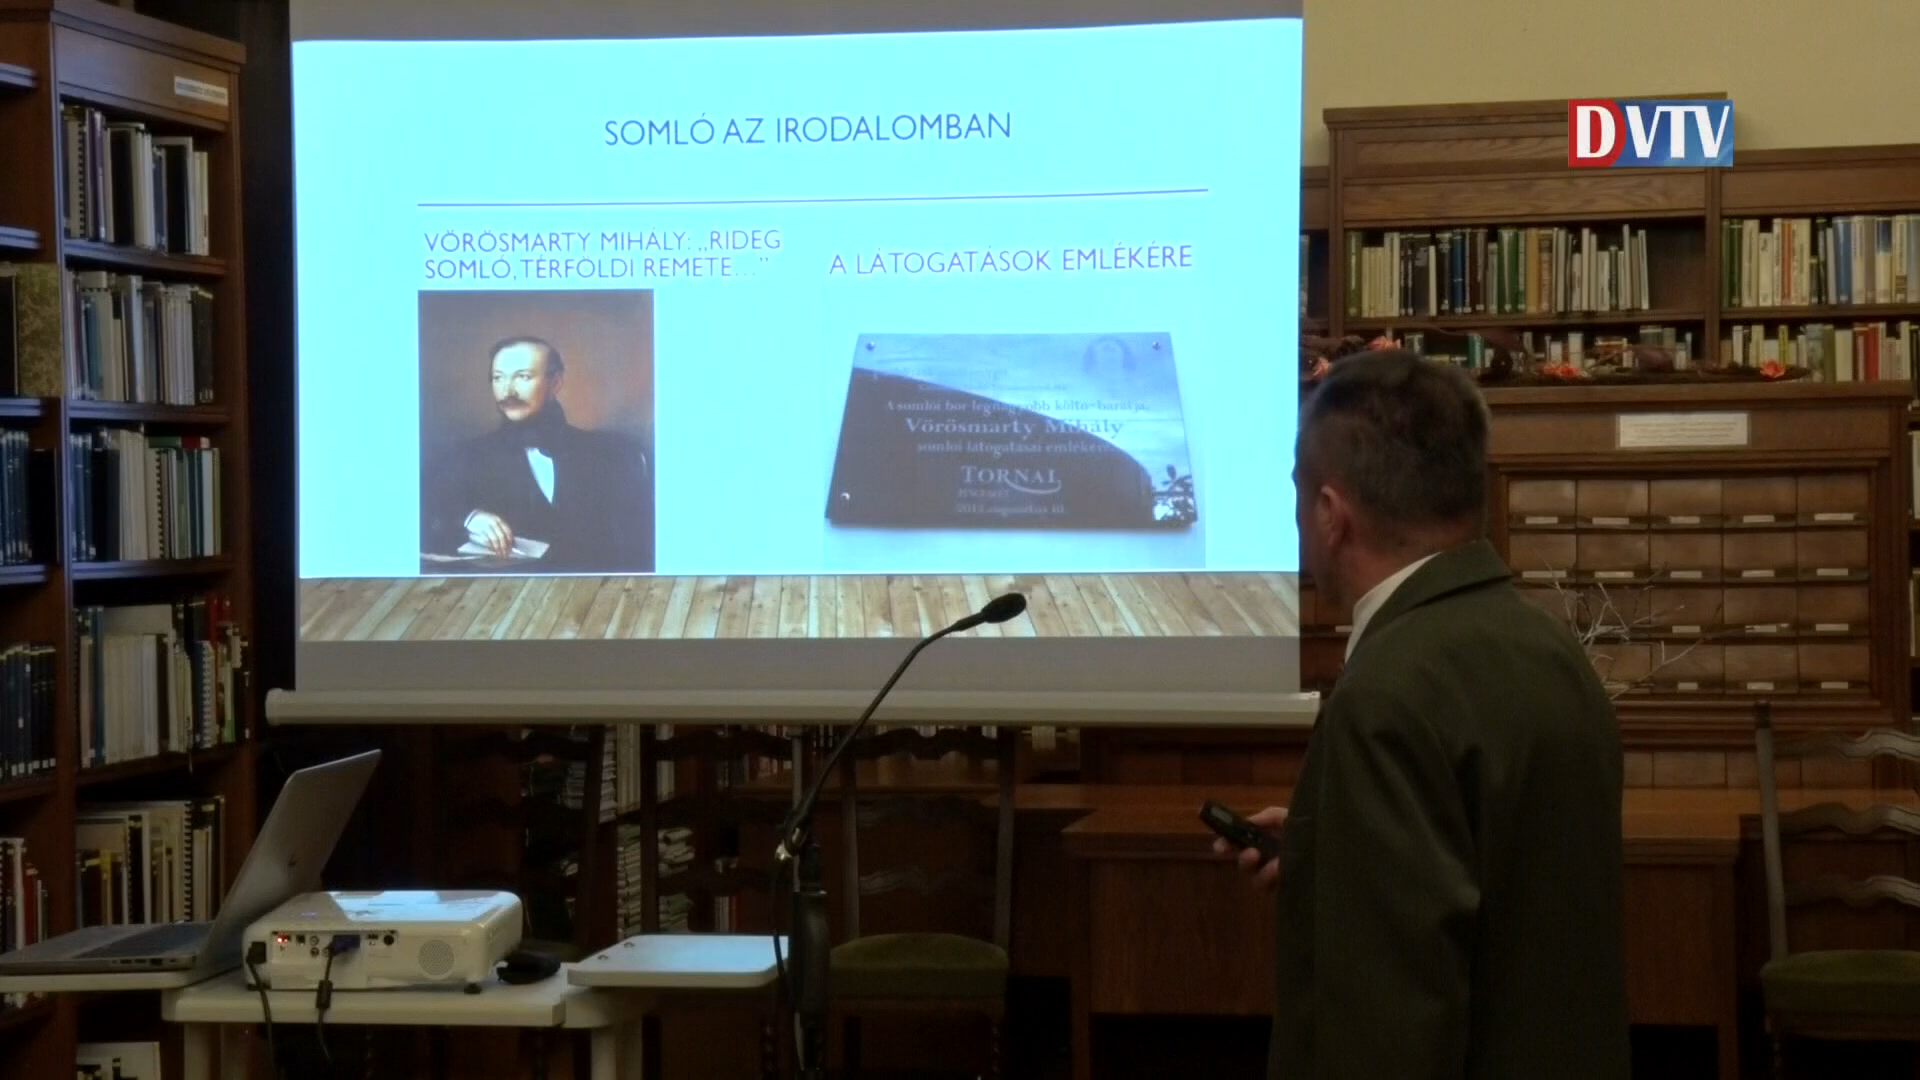 SOMLÓ AZ IRODALOMBAN
DVTV
VÖRÖSMARTY MIHÁLY: „RIDEG
SOMLÓ, TÉRFÖLDI REMETE…”
A LÁTOGATÁSOK EMLÉKÉRE
A somlói bor legnagyobb költő-barátja,
Vörösmarty Mihály
somlói látogatásai emlékére
TORNAI
PINCÉSZET
augusztus